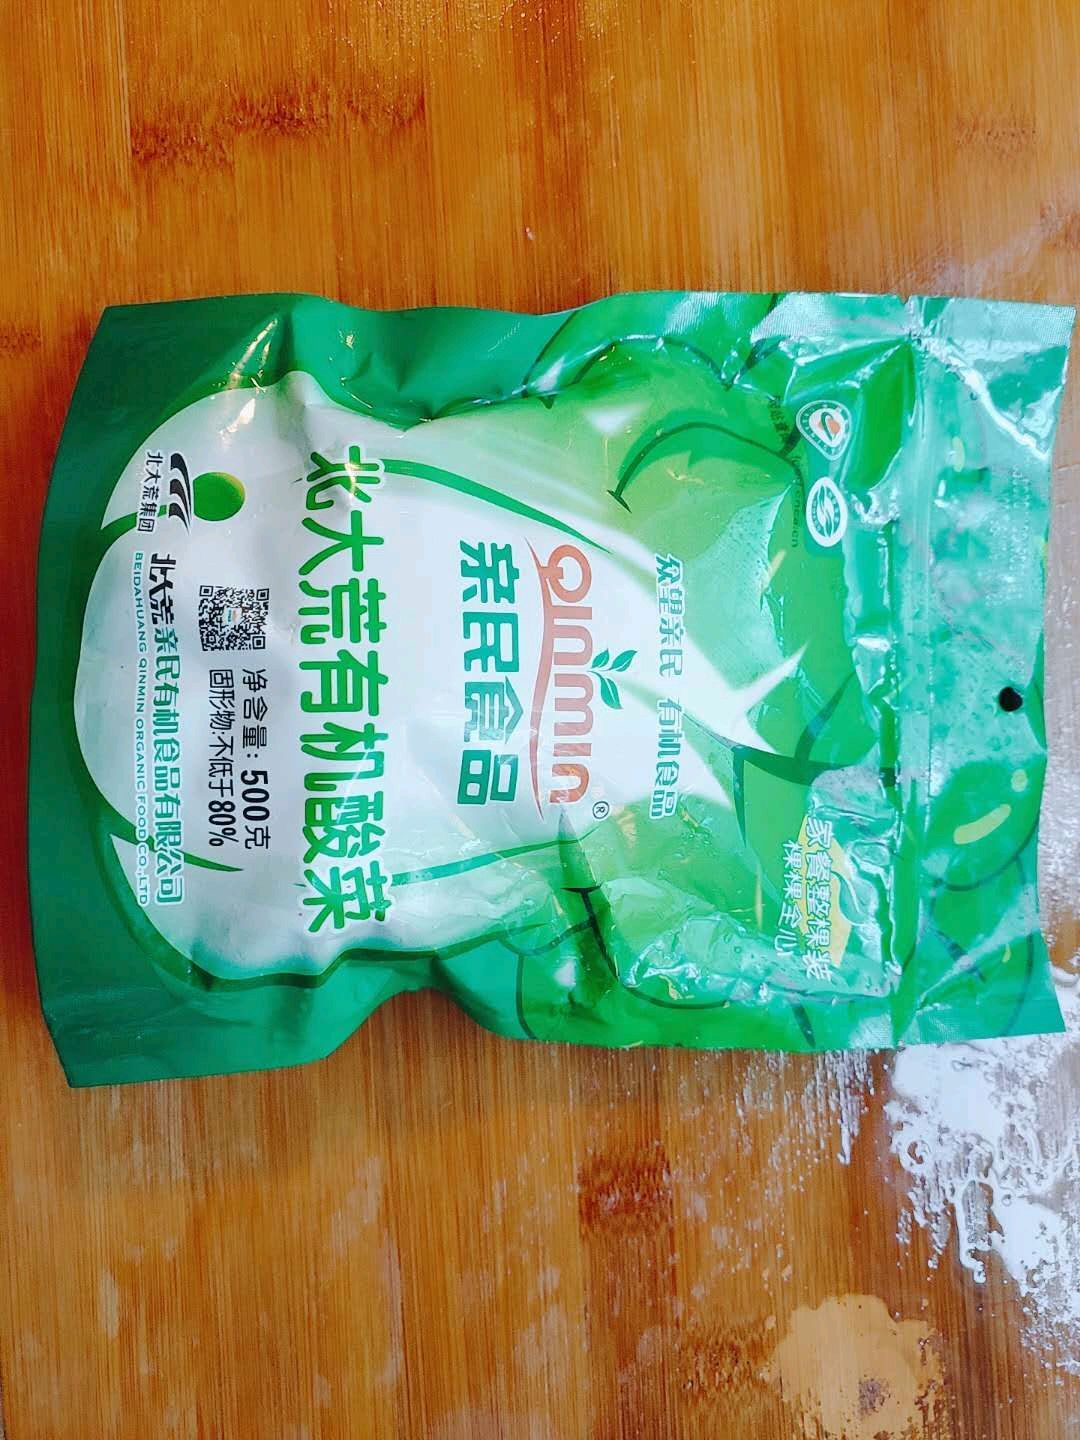 家餐整棵装
棵棵全心
众望亲民 有机食品
QINMIN®
亲民食品
北大荒有机酸菜
净含量：500克
固形物:不低于80%
北大荒集团
北大荒亲民有机食品有限公司
BEIDAHUANG QINMIN ORGANIC FOOD CO.,LTD